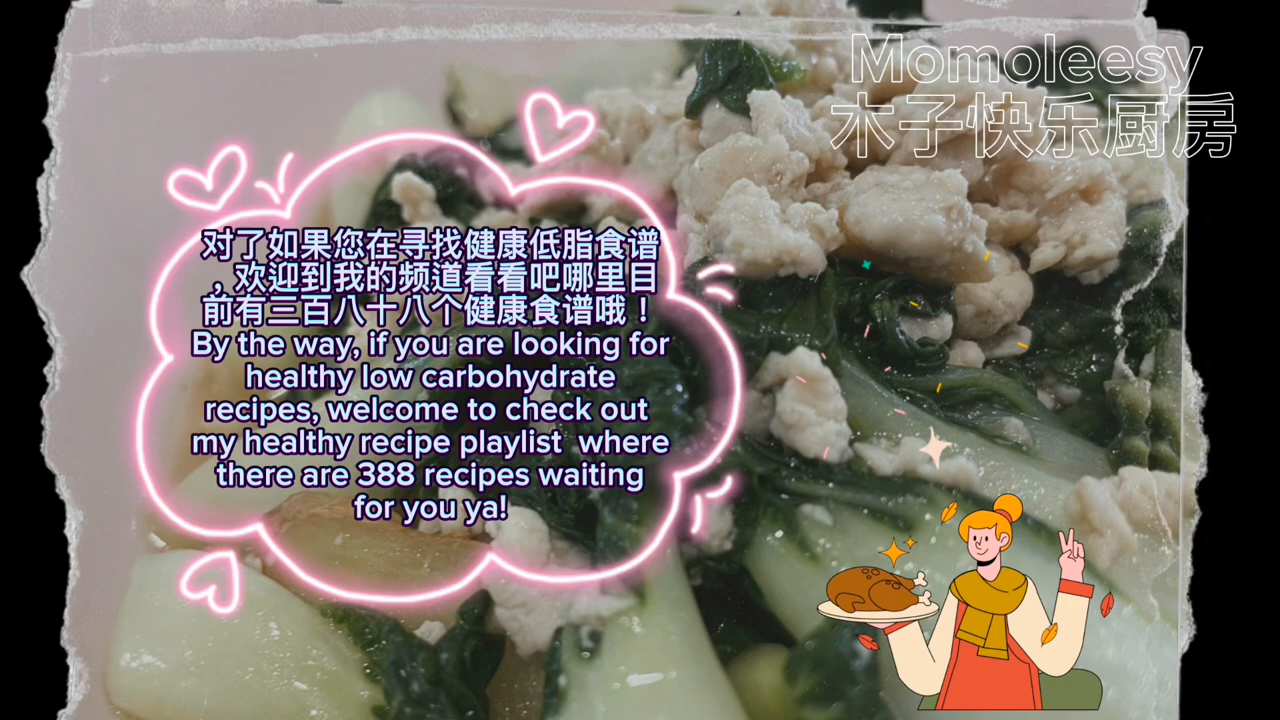 Momoleesy
木子快乐厨房
对了如果您在寻找健康低脂食谱
，欢迎到我的频道看看吧哪里目
前有三百八十八个健康食谱哦！
By the way, if you are looking for
healthy low carbohydrate
recipes, welcome to check out
my healthy recipe playlist where
there are 388 recipes waiting
for you ya!